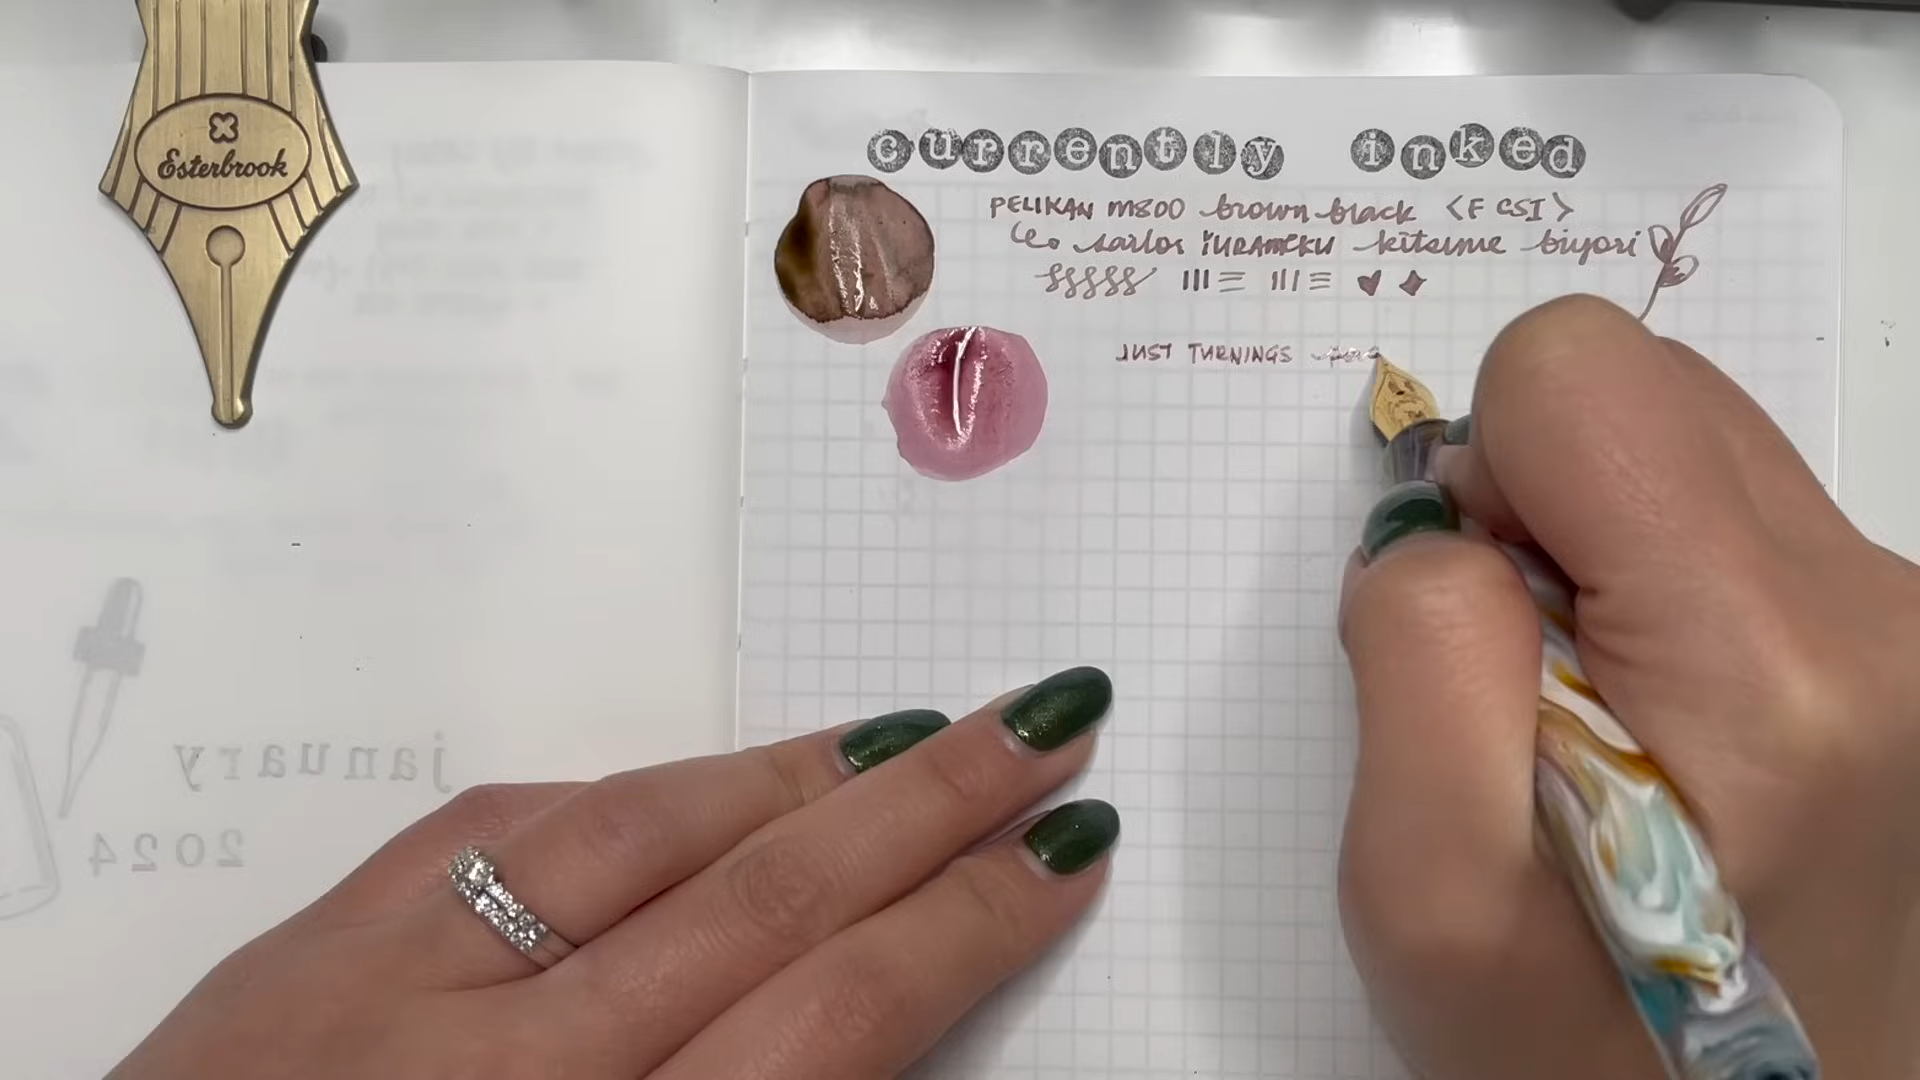 Esterbrook
currently inked
PELIKAN M800 brown-black <F CSI>
sailor YURAMEKU kitsune biyori
JUST TURNINGS
january
2024